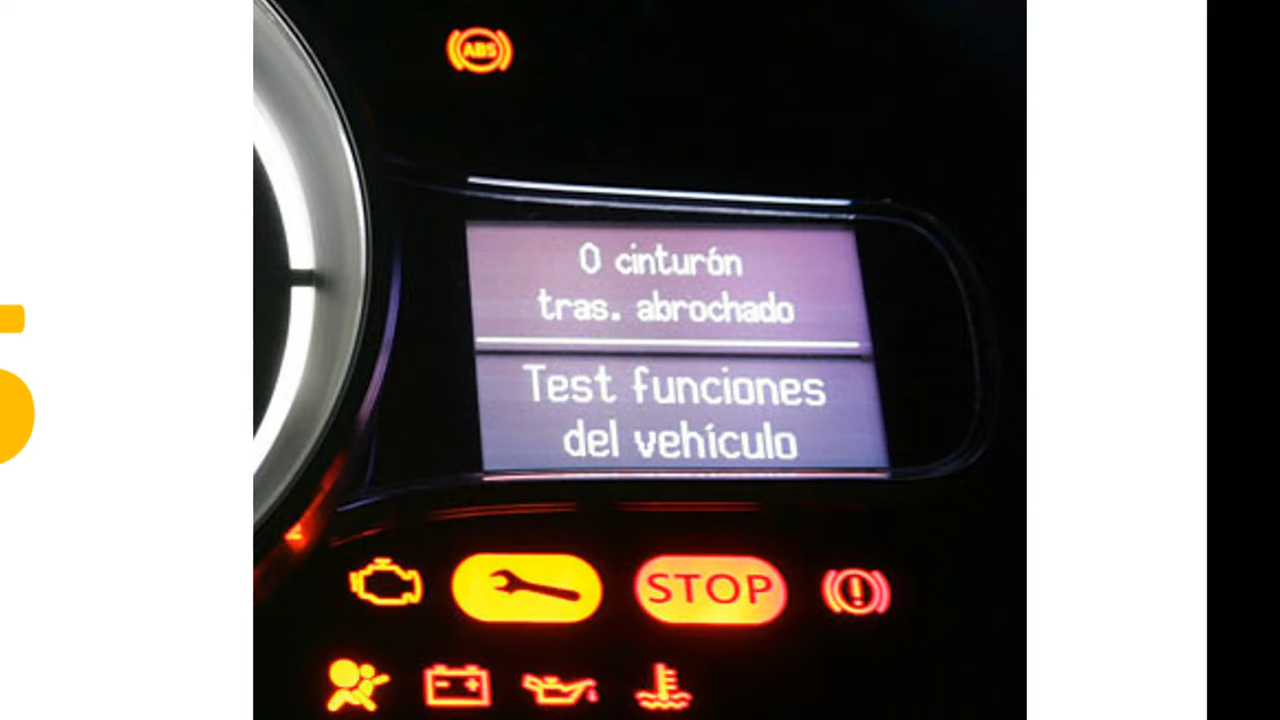 ABS
0 cinturón
tras. abrochado
Test funciones
del vehículo
STOP